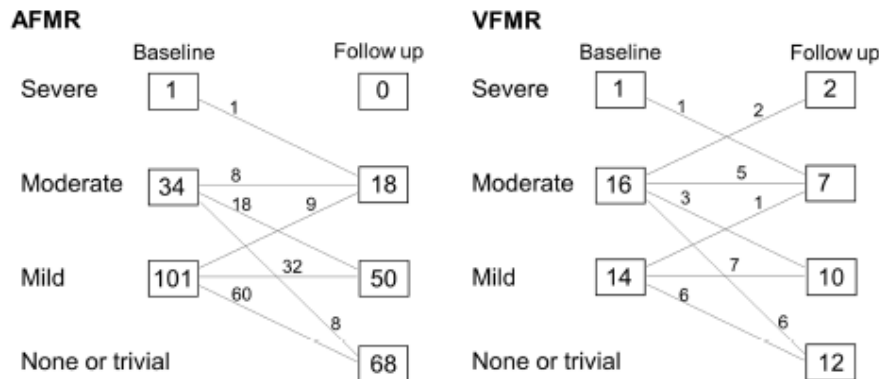 AFMR VFMR
Baseline Follow up Baseline Follow up
Severe 1 0 Severe 1 2
1 1 2
Moderate 34 8 18 Moderate 16 5 7
18 9 3 1
Mild 101 32 50 Mild 14 7 10
60 6
8 6
None or trivial 68 None or trivial 12